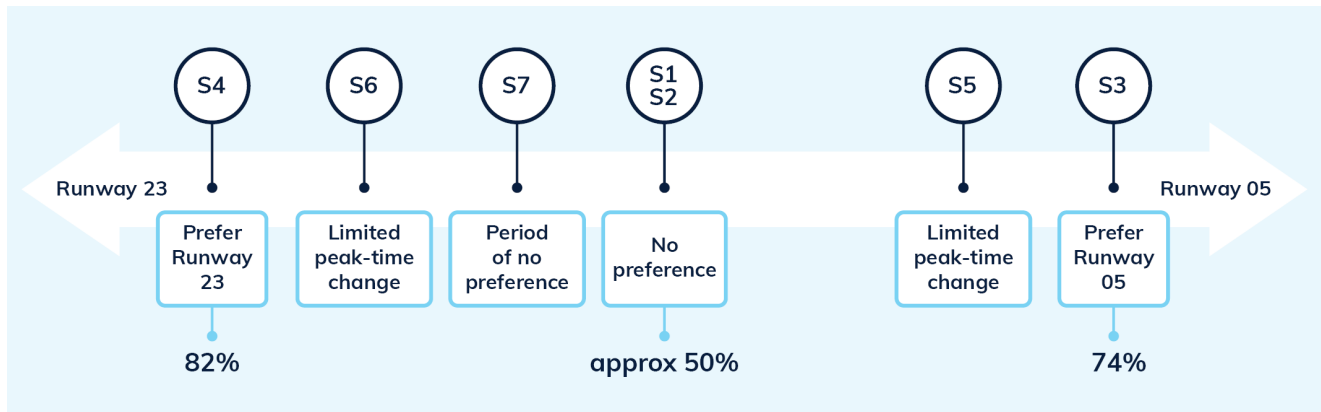 S4
S6
S7
S1
S2
S5
S3
Runway 23
Runway 05
Prefer
Runway
23
Limited
peak-time
change
Period
of no
preference
No
preference
Limited
peak-time
change
Prefer
Runway
05
82%
approx 50%
74%